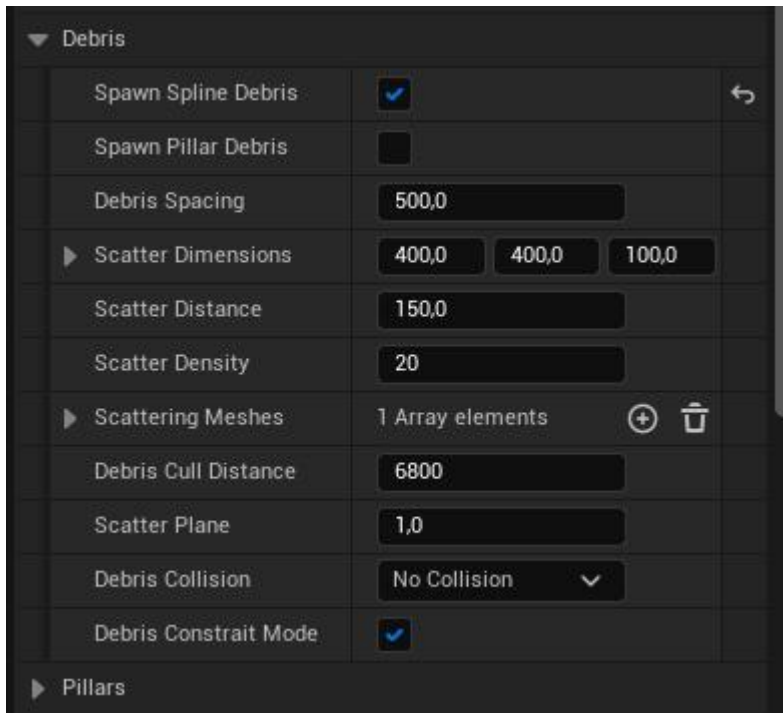 Debris
Spawn Spline Debris
Spawn Pillar Debris
Debris Spacing 500,0
Scatter Dimensions 400,0 400,0 100,0
Scatter Distance 150,0
Scatter Density 20
Scattering Meshes 1 Array elements
Debris Cull Distance 6800
Scatter Plane 1,0
Debris Collision No Collision
Debris Constrait Mode
Pillars